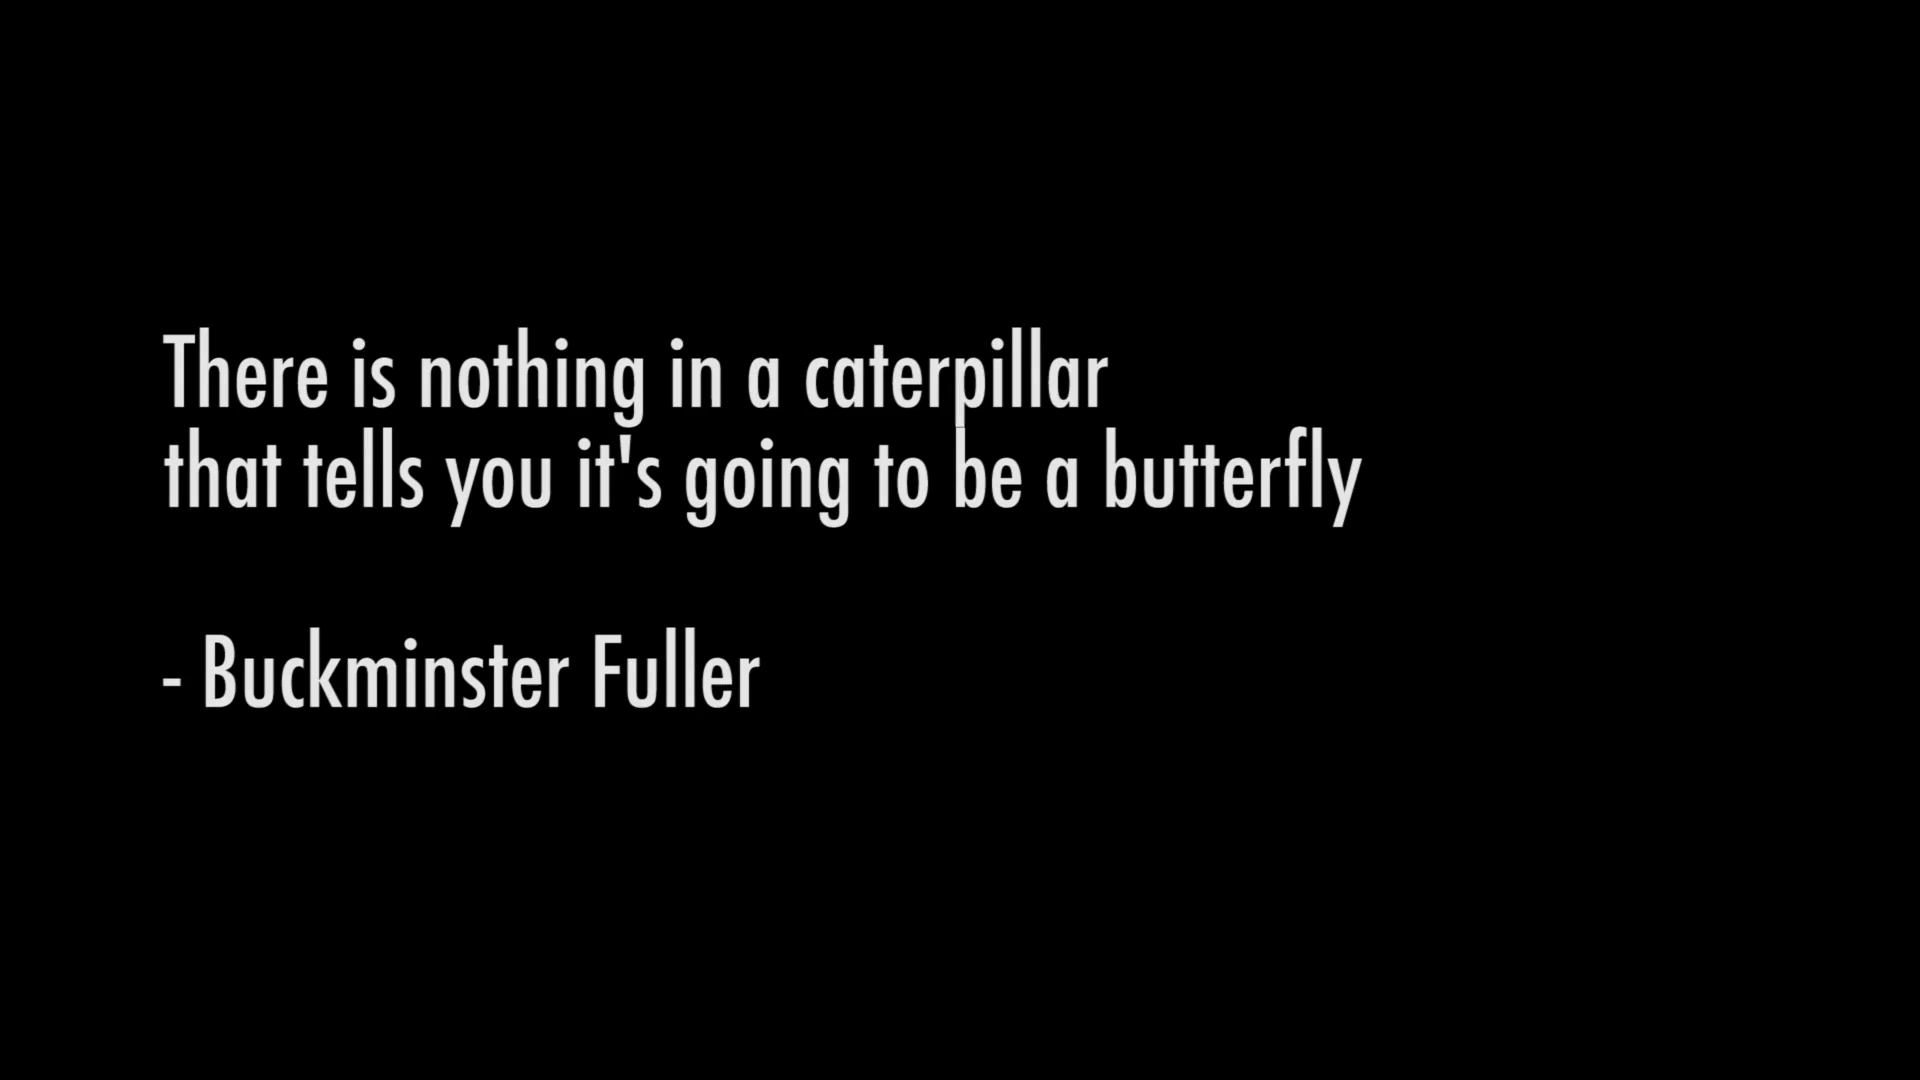 There is nothing in a caterpillar
that tells you it's going to be a butterfly
- Buckminster Fuller